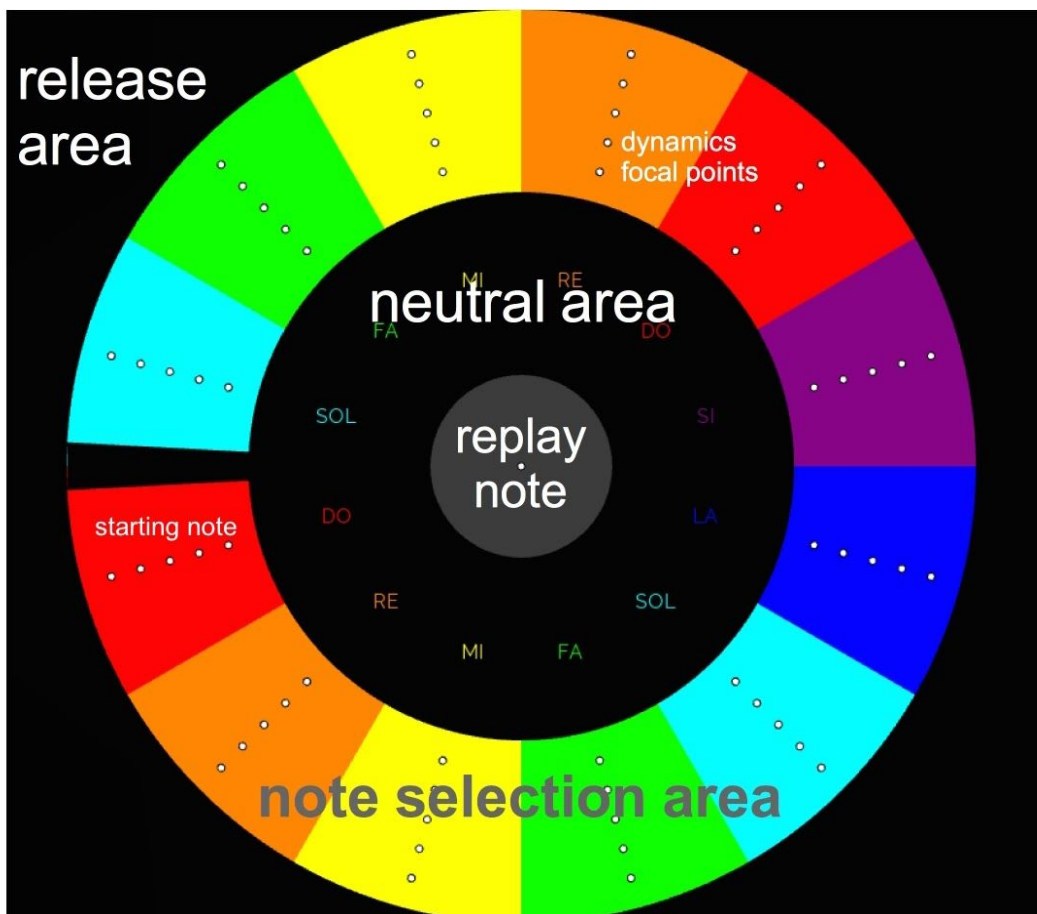 release
area
dynamics
focal points
MI
RE
neutral area
FA
DO
SOL
SI
replay
note
starting note
DO
LA
RE
SOL
MI
FA
note selection area